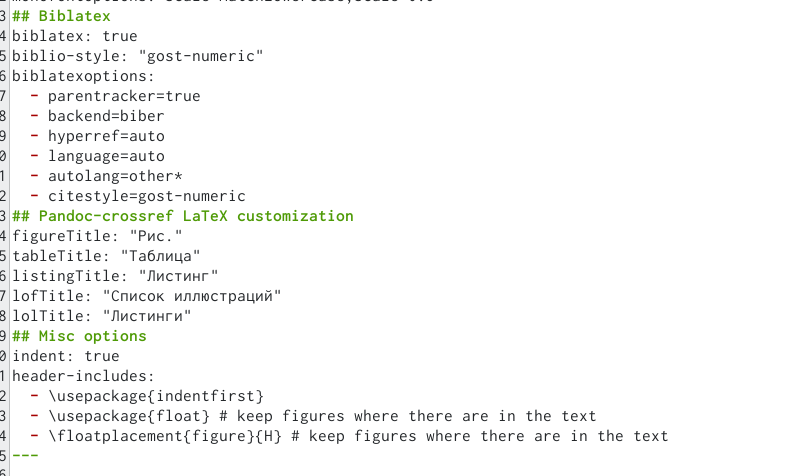 3 ## Biblatex
4 biblatex: true
5 biblio-style: "gost-numeric"
6 biblatexoptions:
7   - parentracker=true
8   - backend=biber
9   - hyperref=auto
0   - language=auto
1   - autolang=other*
2   - citestyle=gost-numeric
3 ## Pandoc-crossref LaTeX customization
4 figureTitle: "Рис."
5 tableTitle: "Таблица"
6 listingTitle: "Листинг"
7 lofTitle: "Список иллюстраций"
8 lolTitle: "Листинги"
9 ## Misc options
0 indent: true
1 header-includes:
2   - \usepackage{indentfirst}
3   - \usepackage{float} # keep figures where there are in the text
4   - \floatplacement{figure}{H} # keep figures where there are in the text
5 ---